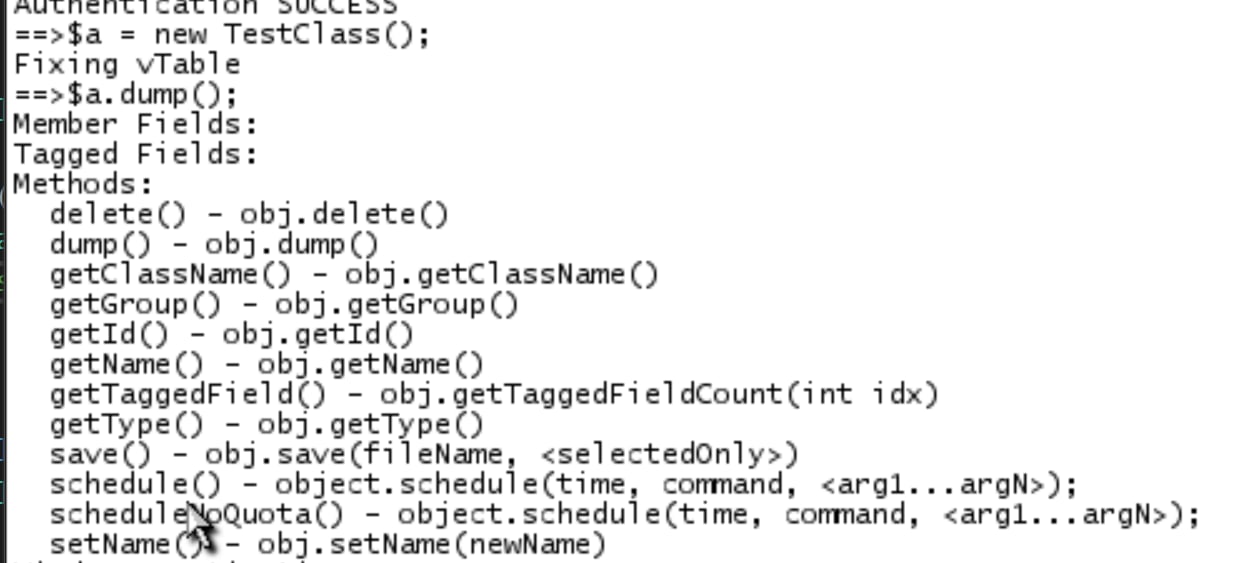 Authentication SUCCESS
==>$a = new TestClass();
Fixing vTable
==>$a.dump();
Member Fields:
Tagged Fields:
Methods:
delete() - obj.delete()
dump() - obj.dump()
getClassName() - obj.getClassName()
getGroup() - obj.getGroup()
getId() - obj.getId()
getName() - obj.getName()
getTaggedField() - obj.getTaggedFieldCount(int idx)
getType() - obj.getType()
save() - obj.save(fileName, <selectedOnly>)
schedule() - object.schedule(time, command, <arg1...argN>);
scheduleNoQuota() - object.schedule(time, command, <arg1...argN>);
setName() - obj.setName(newName)